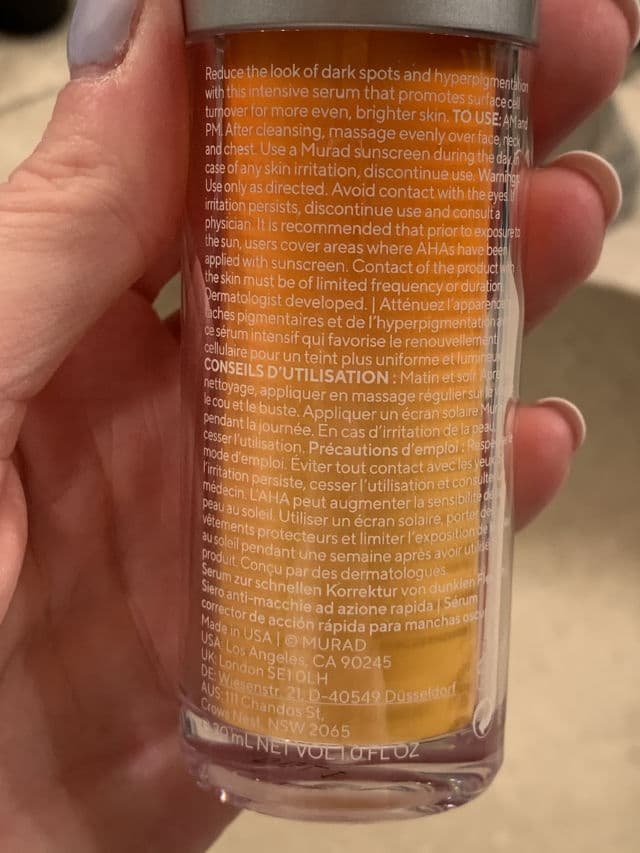 Reduce the look of dark spots and hyperpigmentation
with this intensive serum that promotes surface cell
turnover for more even, brighter skin. TO USE: AM and
PM. After cleansing, massage evenly over face, neck
and chest. Use a Murad sunscreen during the day. In
case of any skin irritation, discontinue use. Warning:
Use only as directed. Avoid contact with the eyes. If
irritation persists, discontinue use and consult a
physician. It is recommended that prior to exposure to
the sun, users cover areas where AHAs have been
applied with sunscreen. Contact of the product with
the skin must be of limited frequency or duration.
Dermatologist developed. | Atténuez l'apparence
taches pigmentaires et de l'hyperpigmentation
ce sérum intensif qui favorise le renouvellement
cellulaire pour un teint plus uniforme et lumineux
CONSEILS D'UTILISATION : Matin et soir. Après
nettoyage, appliquer en massage régulier sur le
le cou et le buste. Appliquer un écran solaire Mu
pendant la journée. En cas d'irritation de la peau,
cesser l'utilisation. Précautions d'emploi : Respe le
mode d'emploi. Éviter tout contact avec les yeux
l'irritation persiste, cesser l'utilisation et consulter
médecin. L'AHA peut augmenter la sensibilité de
peau au soleil. Utiliser un écran solaire, porter des
vêtements protecteurs et limiter l'exposition de
au soleil pendant une semaine après avoir utilisé
produit. Conçu par des dermatologues.
Serum zur schnellen Korrektur von dunklen Fle
Siero anti-macchie ad azione rapida | Sérum
corrector de acción rápida para manchas oscu
Made in USA | © MURAD
USA: Los Angeles, CA 90245
UK: London SE1 0LH
DE: Wiesenstr. 21, D-40549 Düsseldorf
AUS: 111 Chandos St,
Crows Nest, NSW 2065
30 mL NET VOL 1.0 FL OZ